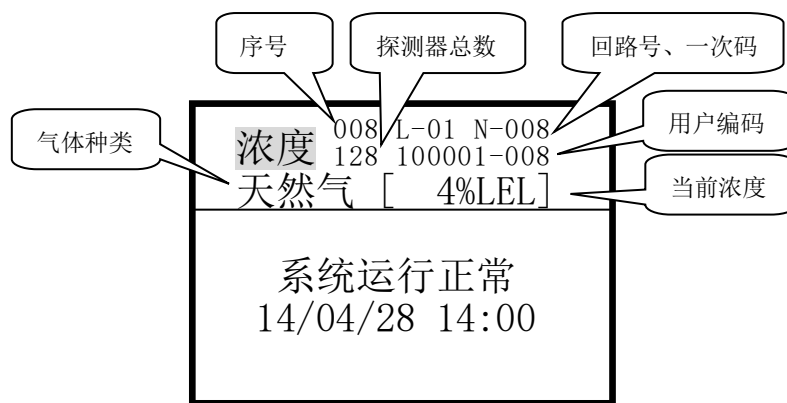 序号
探测器总数
回路号、一次码
气体种类
浓度
008 L-01 N-008
128 100001-008
用户编码
天然气 [ 4%LEL]
当前浓度
系统运行正常
14/04/28 14:00